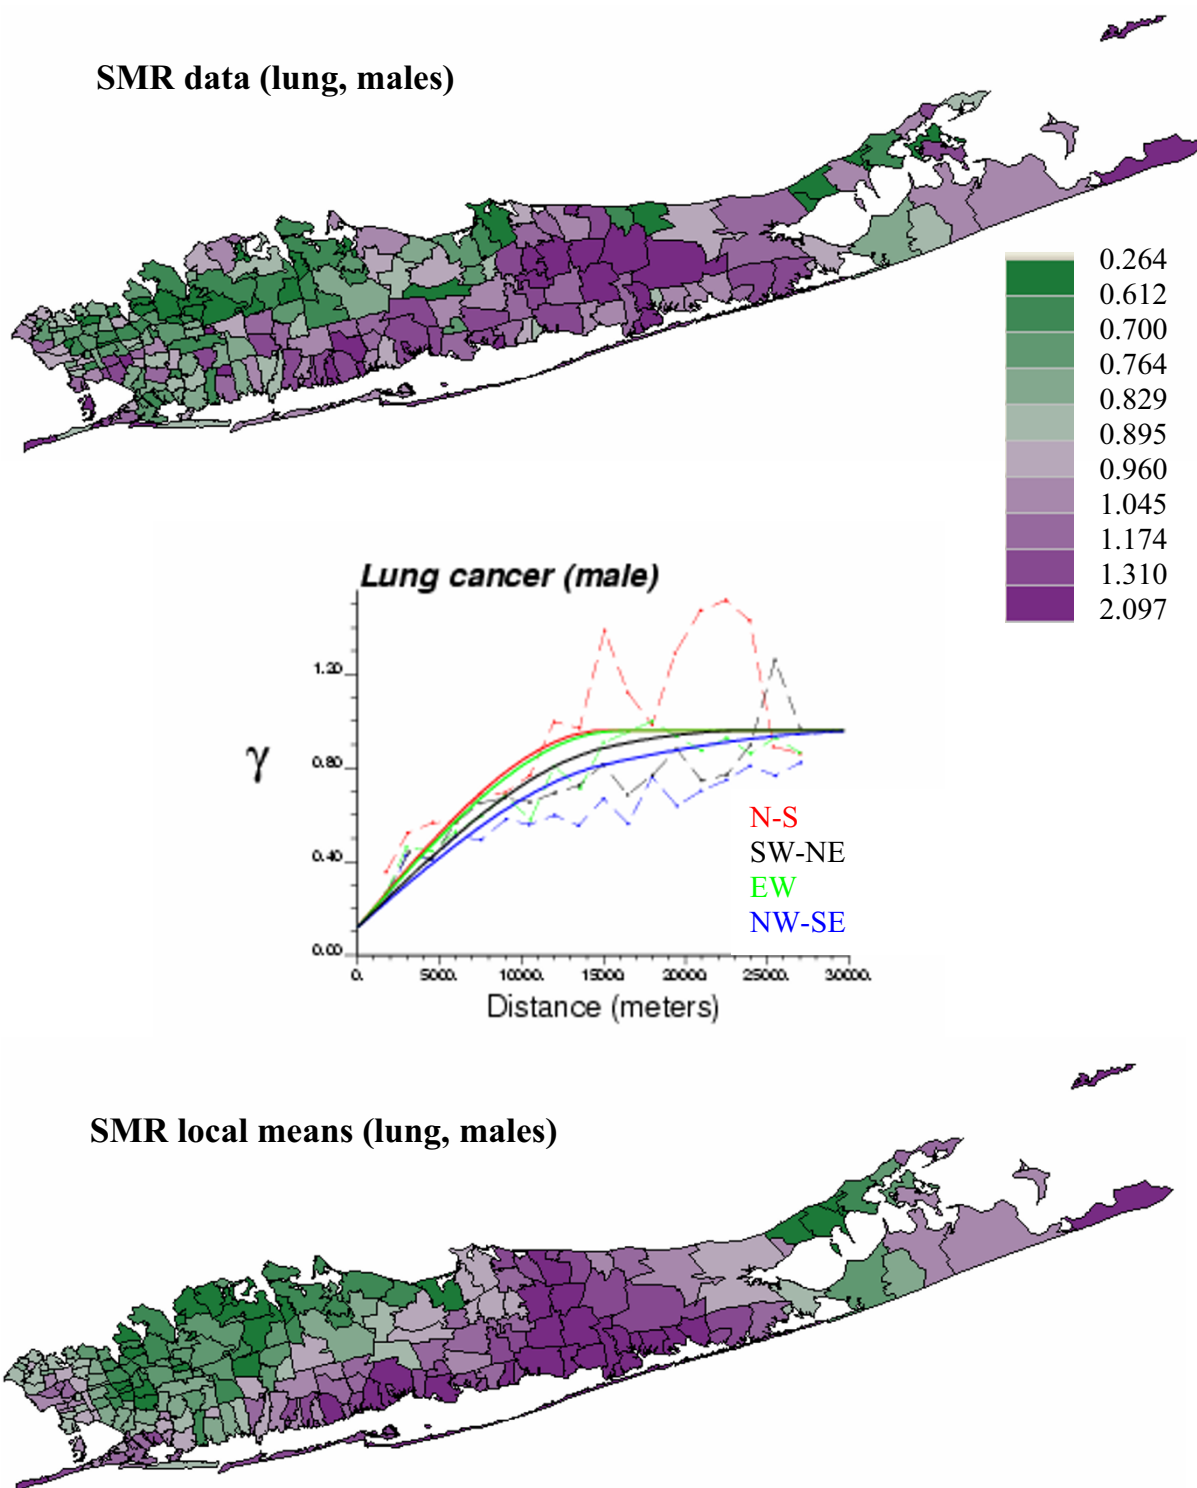 SMR data (lung, males)
0.264
0.612
0.700
0.764
0.829
0.895
0.960
1.045
1.174
1.310
2.097
Lung cancer (male)
γ
1.20
0.80
0.40
0.00
0. 5000. 10000. 15000. 20000. 25000. 30000.
Distance (meters)
N-S
SW-NE
EW
NW-SE
SMR local means (lung, males)